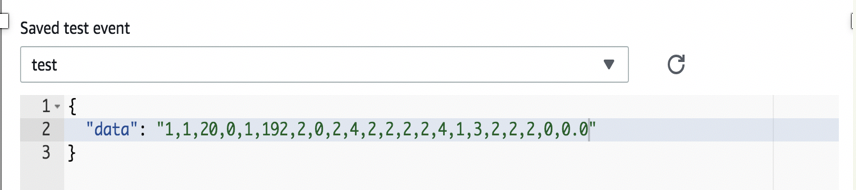 Saved test event
test
1 {
2 "data": "1,1,20,0,1,192,2,0,2,4,2,2,2,2,4,1,3,2,2,2,0,0.0"
3 }